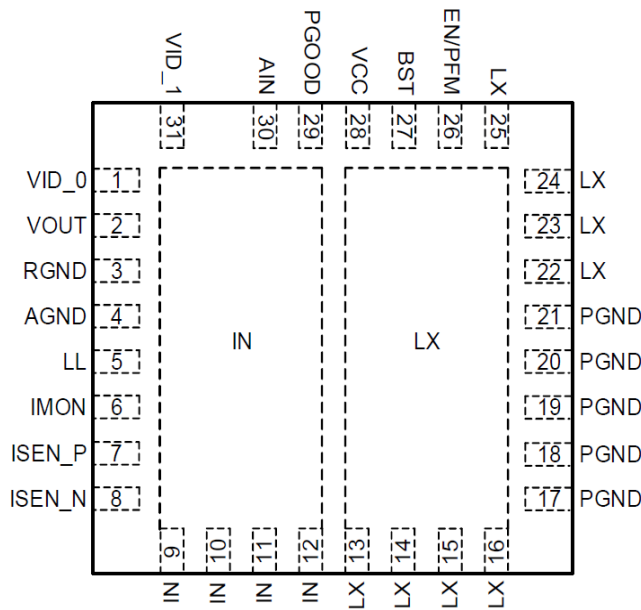 VID_1
AIN
PGOOD
VCC
BST
EN/PFM
LX
31
30
29
28
27
26
25
VID_0 1
VOUT 2
RGND 3
AGND 4
LL 5
IMON 6
ISEN_P 7
ISEN_N 8
IN
LX
24 LX
23 LX
22 LX
21 PGND
20 PGND
19 PGND
18 PGND
17 PGND
9
10
11
12
13
14
15
16
IN
IN
IN
IN
LX
LX
LX
LX